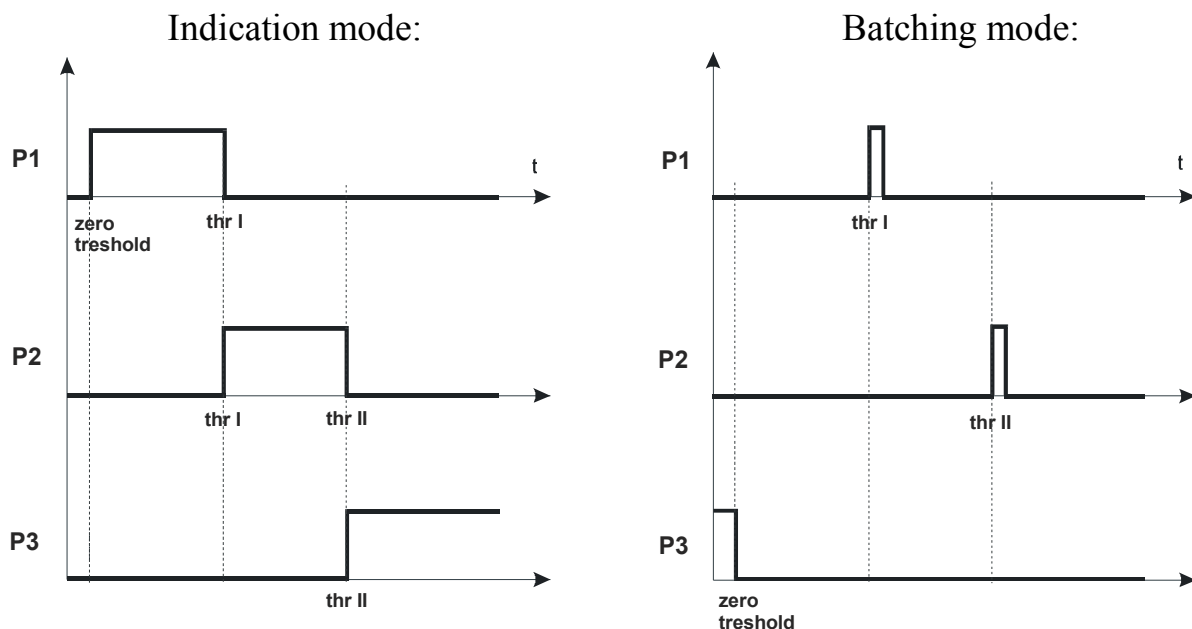 Indication mode:
P1
t
zero
treshold
thr I
P2
thr I
thr II
P3
thr II
Batching mode:
P1
t
thr I
P2
thr II
P3
zero
treshold